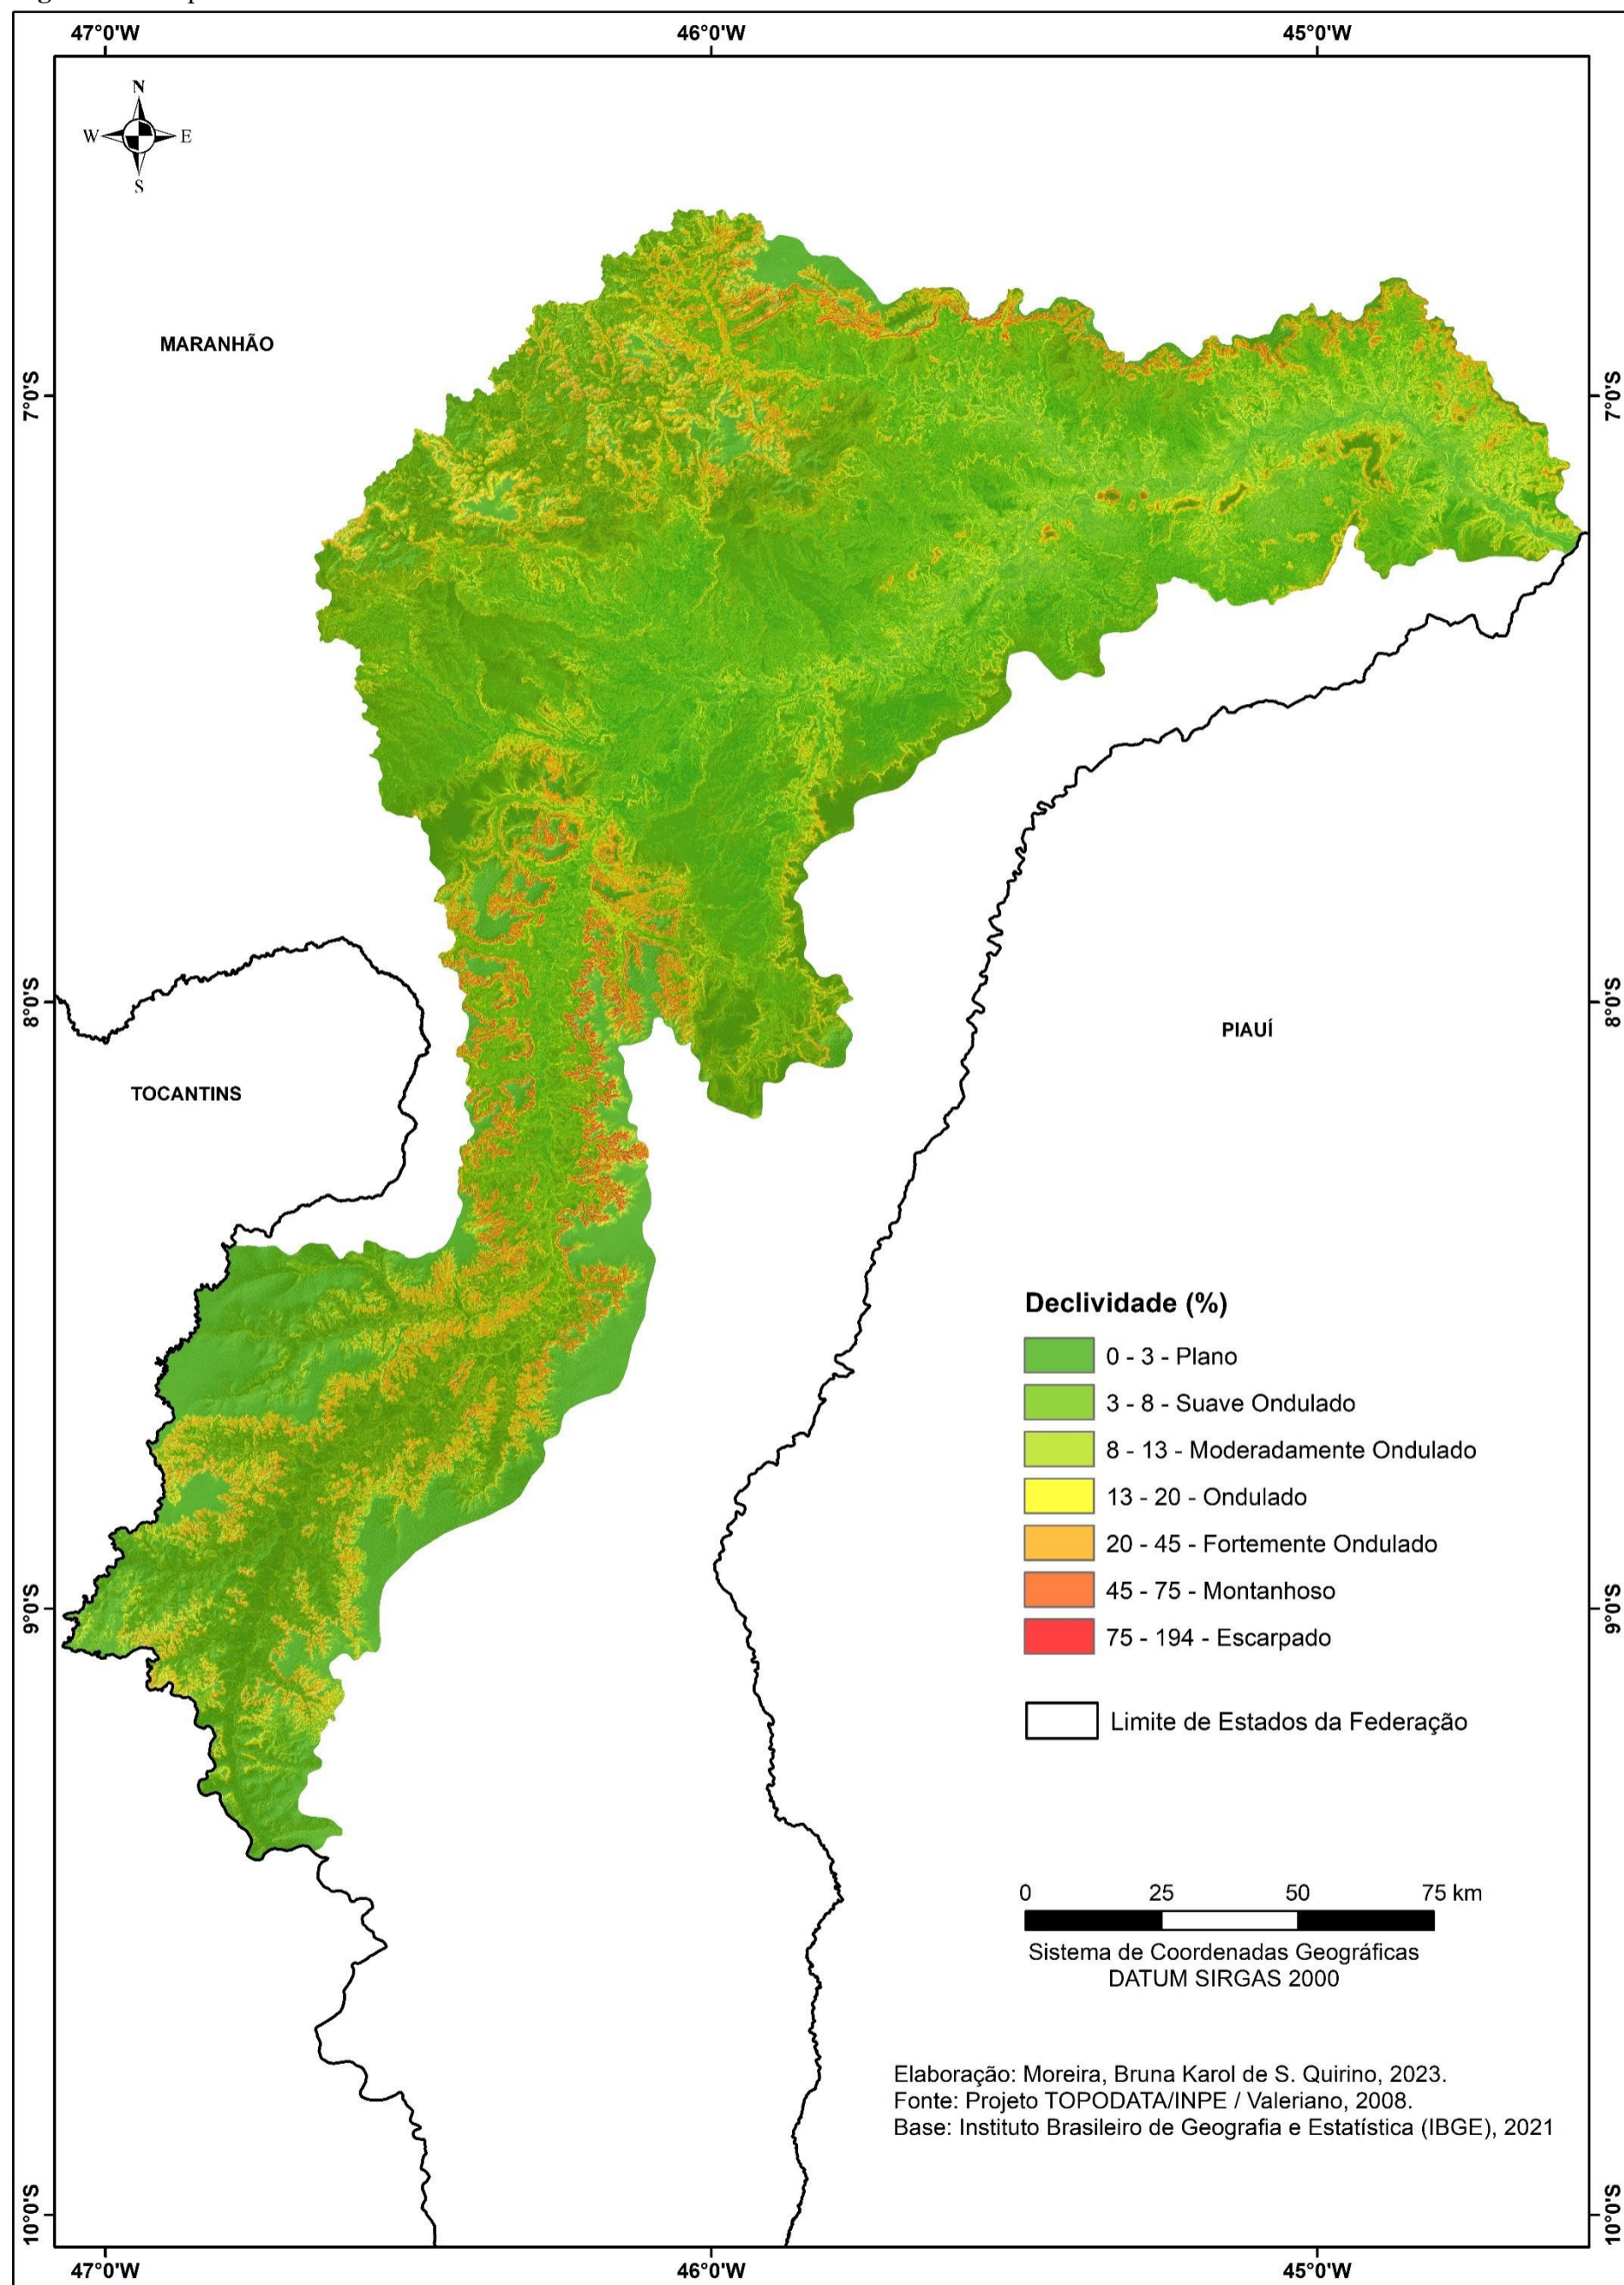 47°0'W 46°0'W 45°0'W
N
W E
S
MARANHÃO
7°0'S 7°0'S
8°0'S 8°0'S
PIAUÍ
TOCANTINS
Declividade (%)
0 - 3 - Plano
3 - 8 - Suave Ondulado
8 - 13 - Moderadamente Ondulado
13 - 20 - Ondulado
20 - 45 - Fortemente Ondulado
45 - 75 - Montanhoso
75 - 194 - Escarpado
9°0'S 9°0'S
Limite de Estados da Federação
0 25 50 75 km
Sistema de Coordenadas Geográficas
DATUM SIRGAS 2000
Elaboração: Moreira, Bruna Karol de S. Quirino, 2023.
Fonte: Projeto TOPODATA/INPE / Valeriano, 2008.
Base: Instituto Brasileiro de Geografia e Estatística (IBGE), 2021
10°0'S 10°0'S
47°0'W 46°0'W 45°0'W